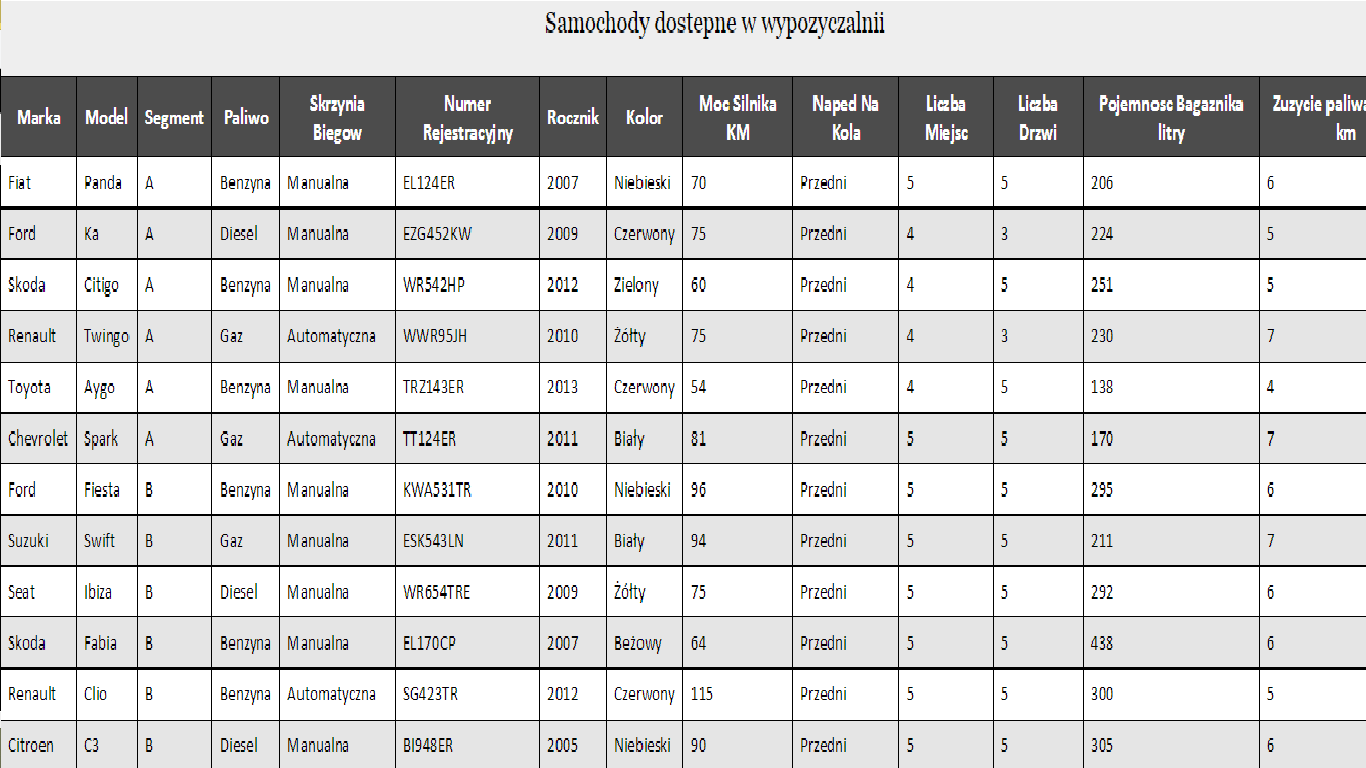 Samochody dostepne w wypozyczalnii
Marka Model Segment Paliwo Skrzynia Biegow Numer Rejestracyjny Rocznik Kolor Moc Silnika KM Naped Na Kola Liczba Miejsc Liczba Drzwi Pojemnosc Bagaznika litry Zuzycie paliwa km
Fiat Panda A Benzyna Manualna EL124ER 2007 Niebieski 70 Przedni 5 5 206 6
Ford Ka A Diesel Manualna EZG452KW 2009 Czerwony 75 Przedni 4 3 224 5
Skoda Citigo A Benzyna Manualna WR542HP 2012 Zielony 60 Przedni 4 5 251 5
Renault Twingo A Gaz Automatyczna WWR95JH 2010 Żółty 75 Przedni 4 3 230 7
Toyota Aygo A Benzyna Manualna TRZ143ER 2013 Czerwony 54 Przedni 4 5 138 4
Chevrolet Spark A Gaz Automatyczna TT124ER 2011 Biały 81 Przedni 5 5 170 7
Ford Fiesta B Benzyna Manualna KWA531TR 2010 Niebieski 96 Przedni 5 5 295 6
Suzuki Swift B Gaz Manualna ESK543LN 2011 Biały 94 Przedni 5 5 211 7
Seat Ibiza B Diesel Manualna WR654TRE 2009 Żółty 75 Przedni 5 5 292 6
Skoda Fabia B Benzyna Manualna EL170CP 2007 Beżowy 64 Przedni 5 5 438 6
Renault Clio B Benzyna Automatyczna SG423TR 2012 Czerwony 115 Przedni 5 5 300 5
Citroen C3 B Diesel Manualna BI948ER 2005 Niebieski 90 Przedni 5 5 305 6